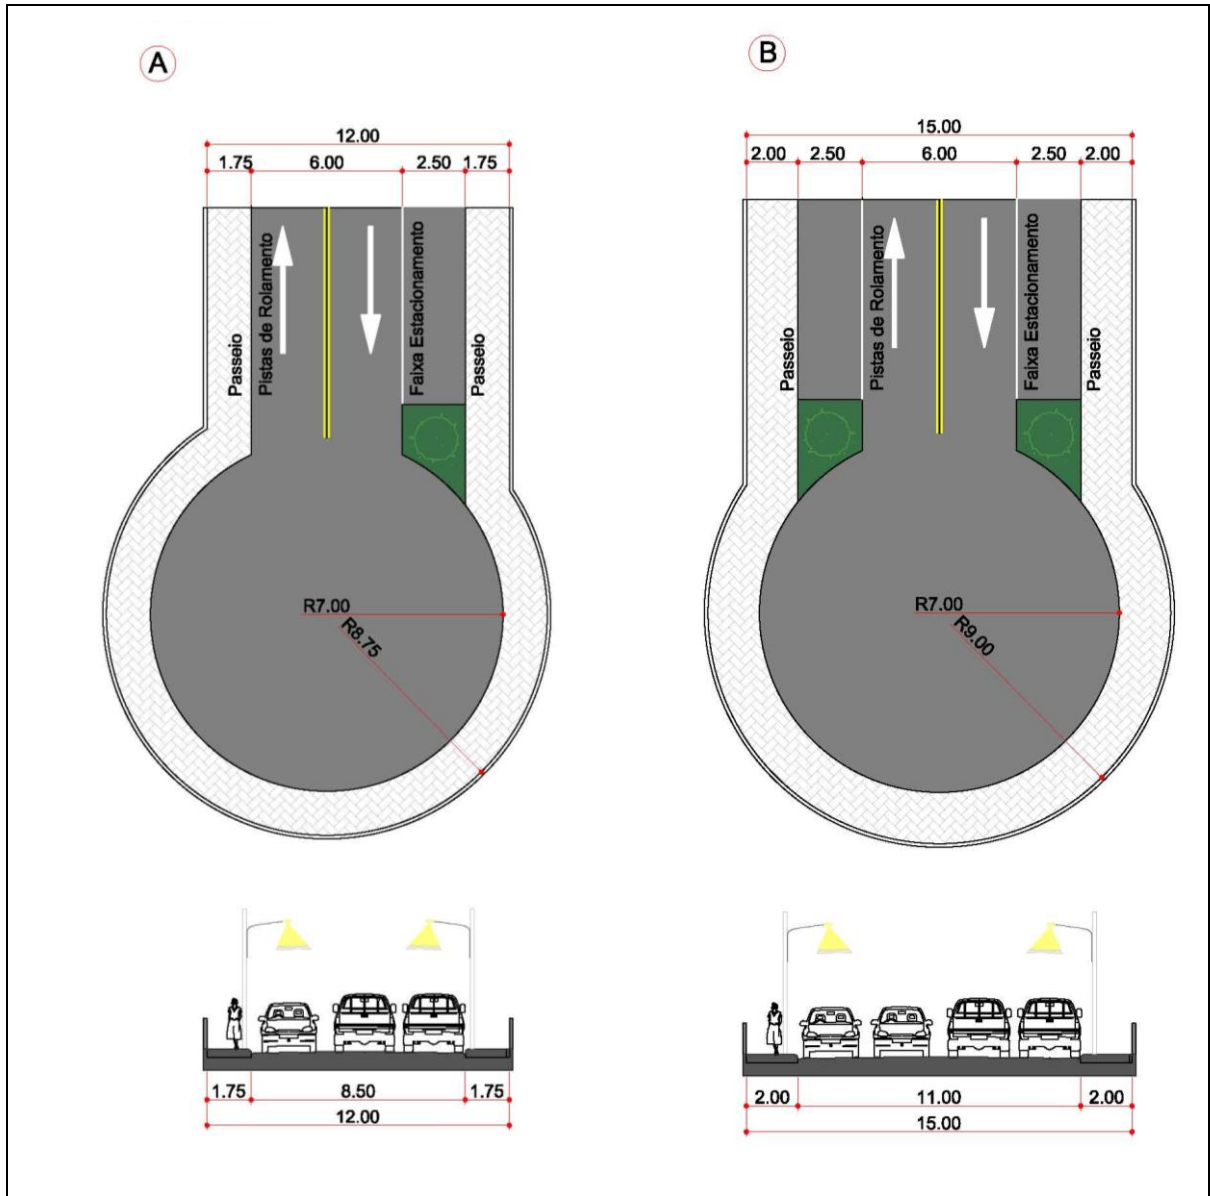 A
B
12.00
1.75 6.00 2.50 1.75
15.00
2.00 2.50 6.00 2.50 2.00
Passeio
Pistas de Rolamento
Faixa Estacionamento
Passeio
Passeio
Pistas de Rolamento
Faixa Estacionamento
Passeio
R7.00
R8.75
R7.00
R9.00
1.75 8.50 1.75
12.00
2.00 11.00 2.00
15.00